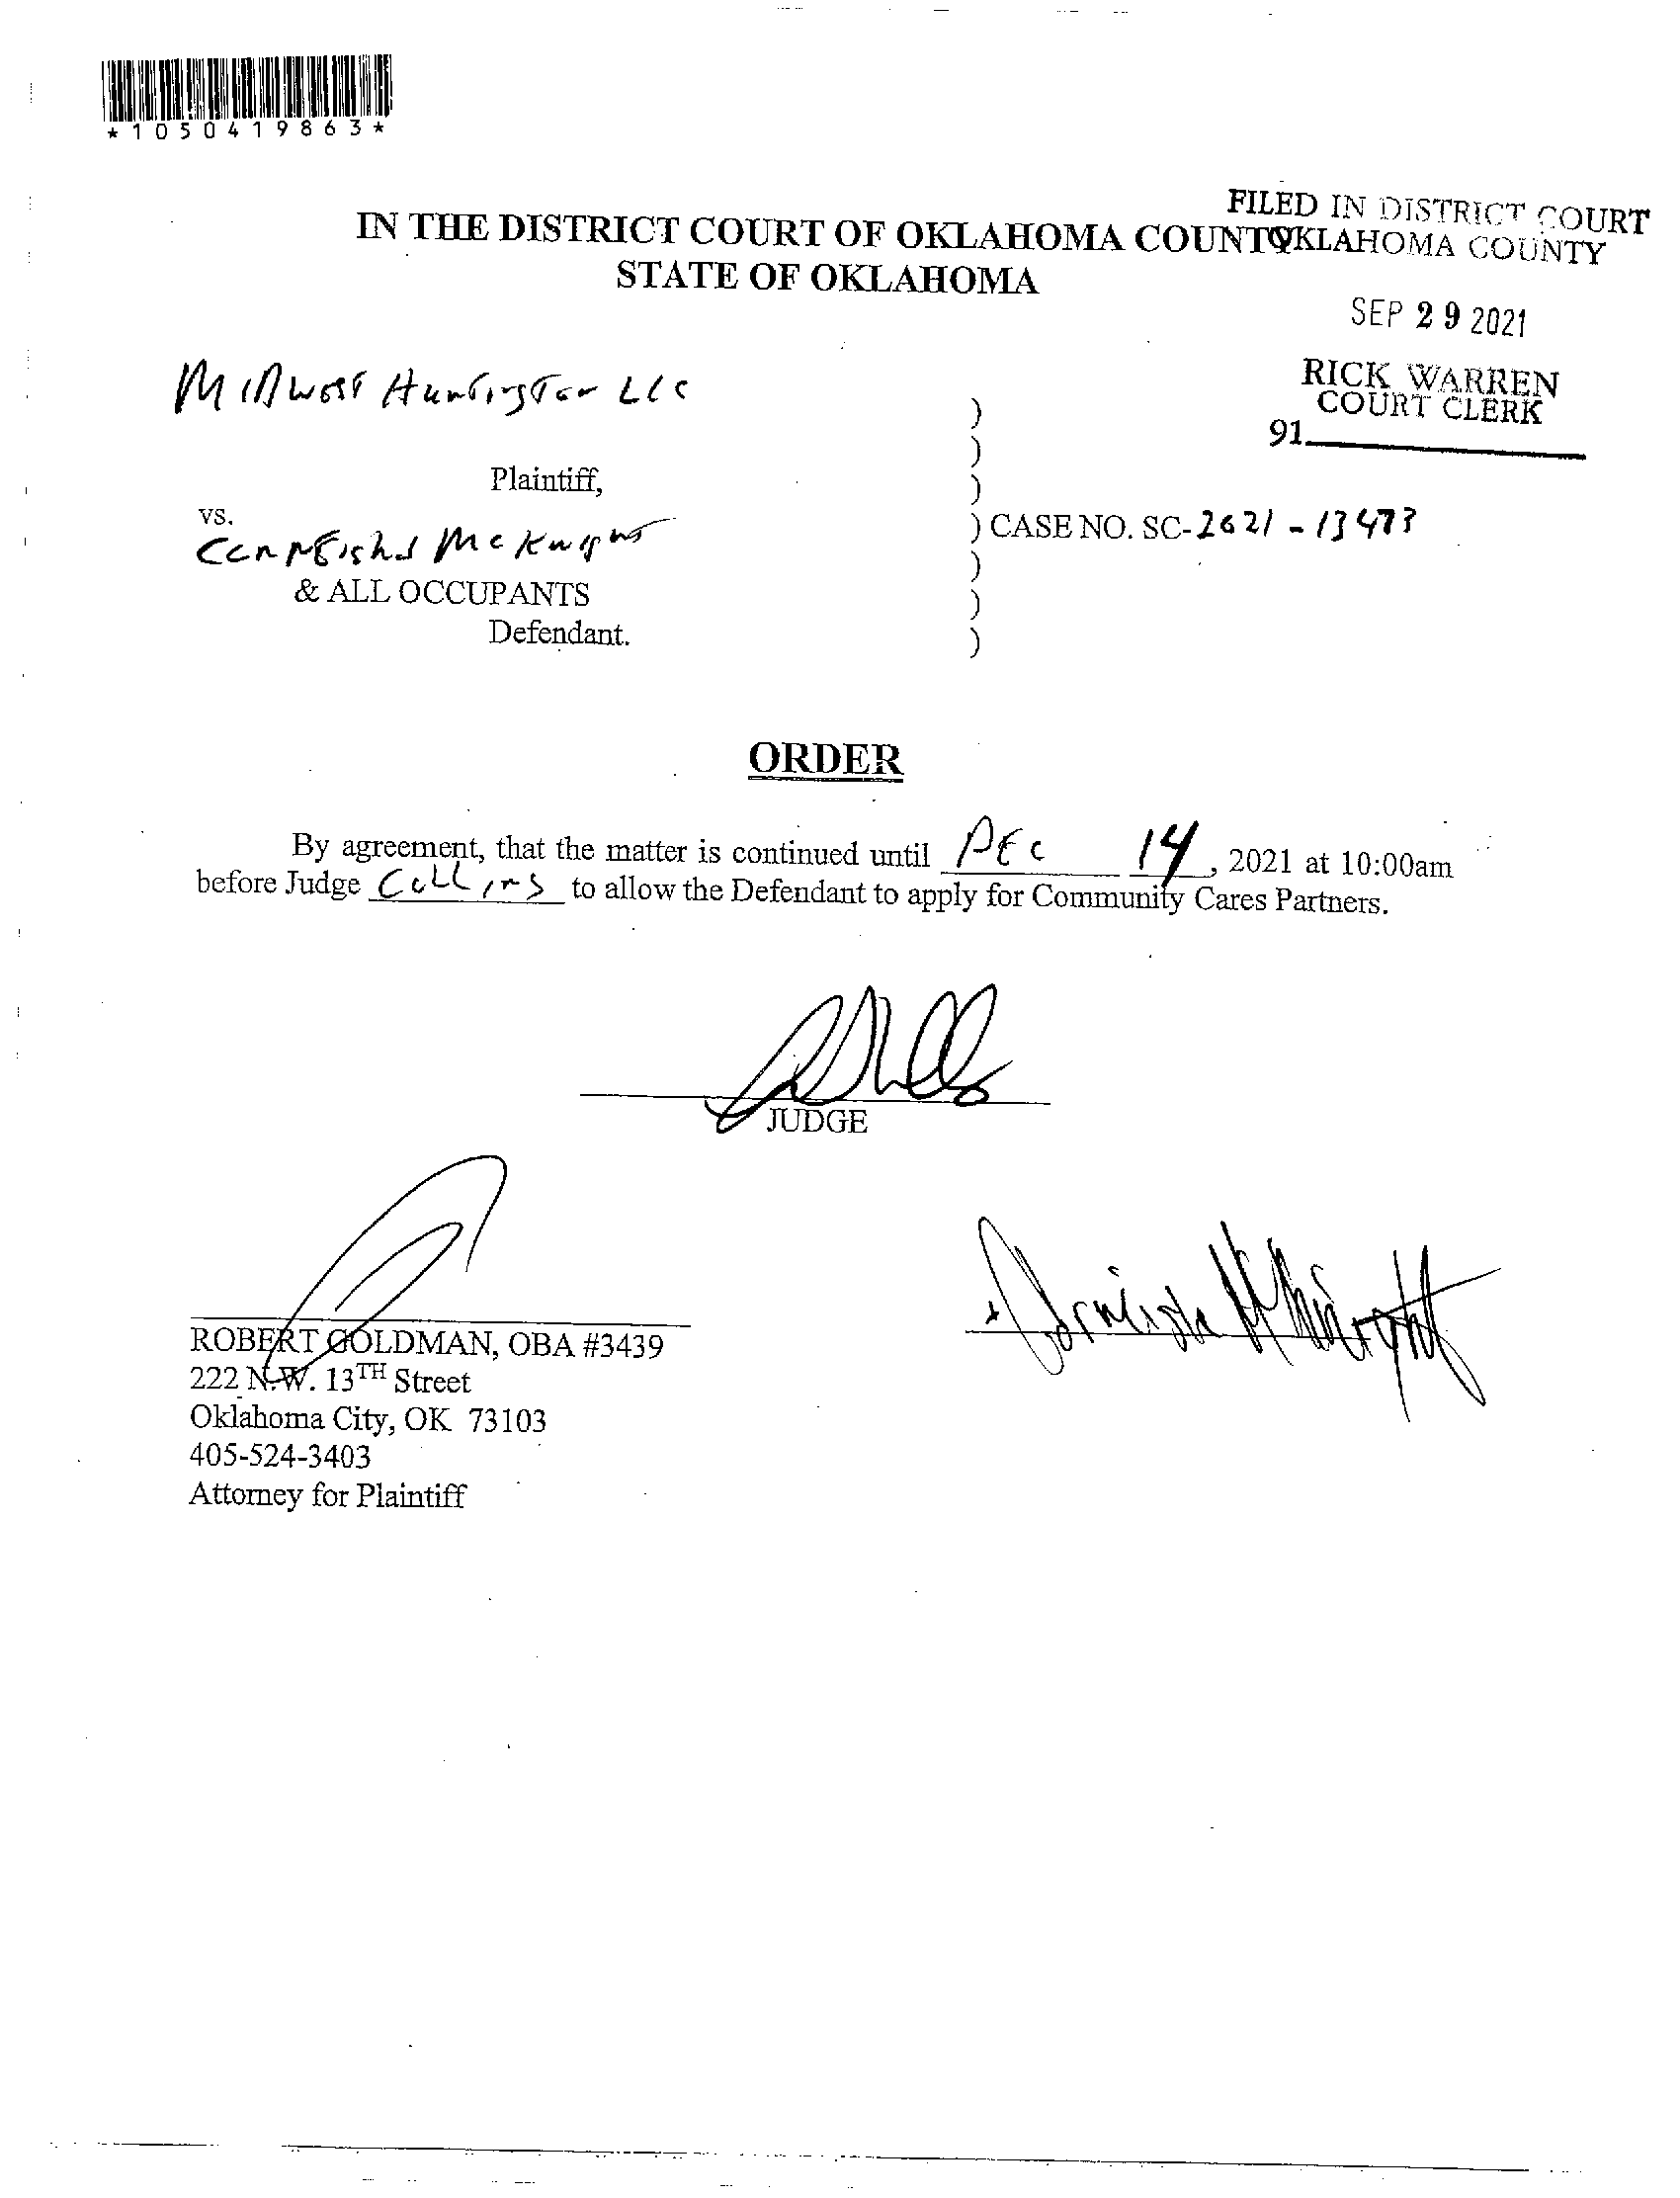 *1050419863*
FILED IN DISTRICT COURT
OKLAHOMA COUNTY
IN THE DISTRICT COURT OF OKLAHOMA COUNTY
STATE OF OKLAHOMA
SEP 29 2021
RICK WARREN
COURT CLERK
91
Midwest Huntington LLC
)
)
)
)
)
)
)
Plaintiff,
vs.
CASE NO. SC-2021-13473
McKnight
& ALL OCCUPANTS
Defendant.
ORDER
By agreement, that the matter is continued until DEC 14, 2021 at 10:00am
before Judge Collins to allow the Defendant to apply for Community Cares Partners.
JUDGE
McKnight
ROBERT GOLDMAN, OBA #3439
222 N.W. 13TH Street
Oklahoma City, OK 73103
405-524-3403
Attorney for Plaintiff